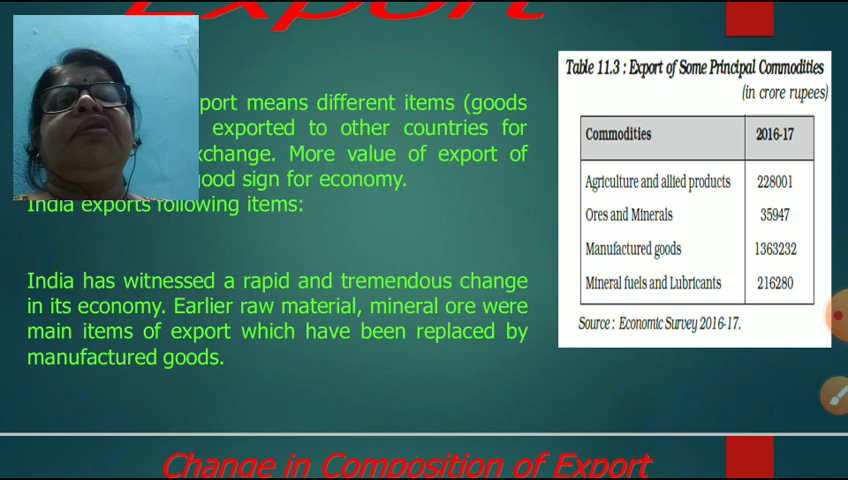 Export
port means different items (goods
exported to other countries for
xchange. More value of export of
good sign for economy.
India exports following items:
India has witnessed a rapid and tremendous change
in its economy. Earlier raw material, mineral ore were
main items of export which have been replaced by
manufactured goods.
Table 11.3 : Export of Some Principal Commodities
(in crore rupees)
Commodities 2016-17
Agriculture and allied products 228001
Ores and Minerals 35947
Manufactured goods 1363232
Mineral fuels and Lubricants 216280
Source : Economic Survey 2016-17.
Change in Composition of Export